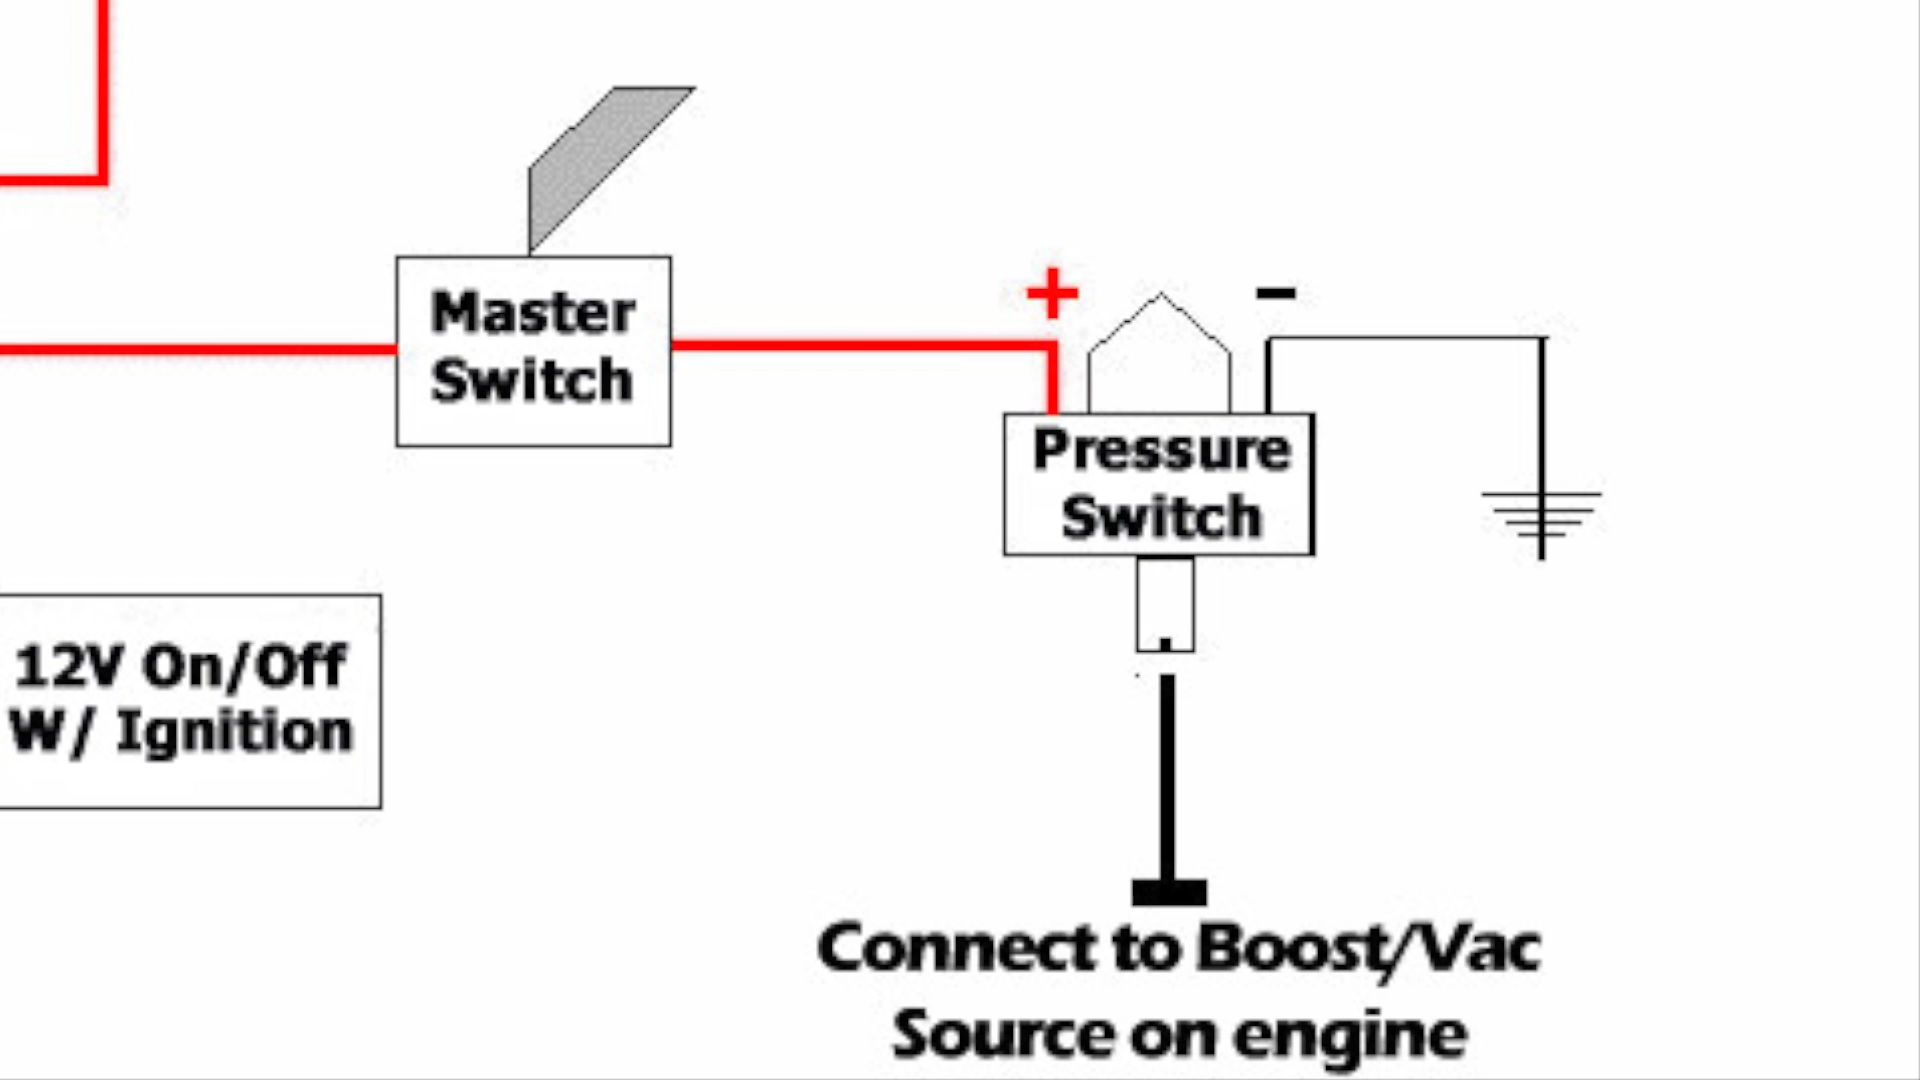 Master
Switch
+
-
Pressure
Switch
12V On/Off
W/ Ignition
Connect to Boost/Vac
Source on engine